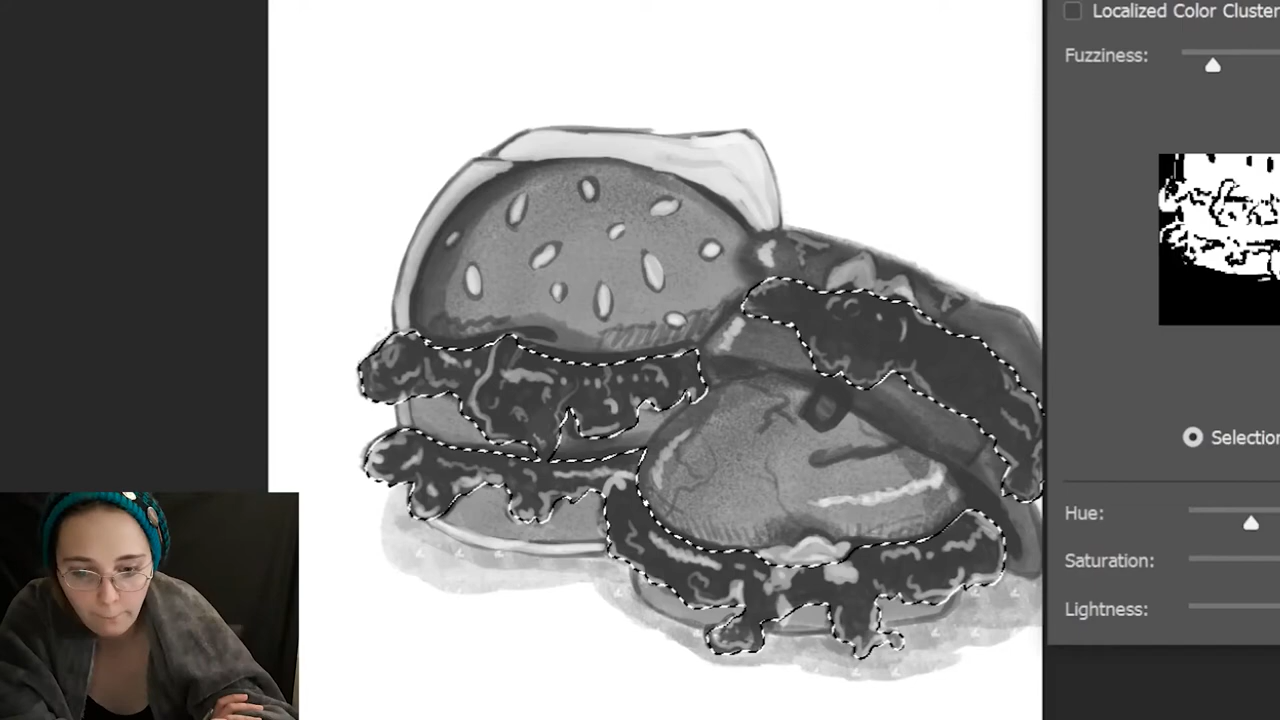 Localized Color Cluster
Fuzziness:
Selection
Hue:
Saturation:
Lightness: